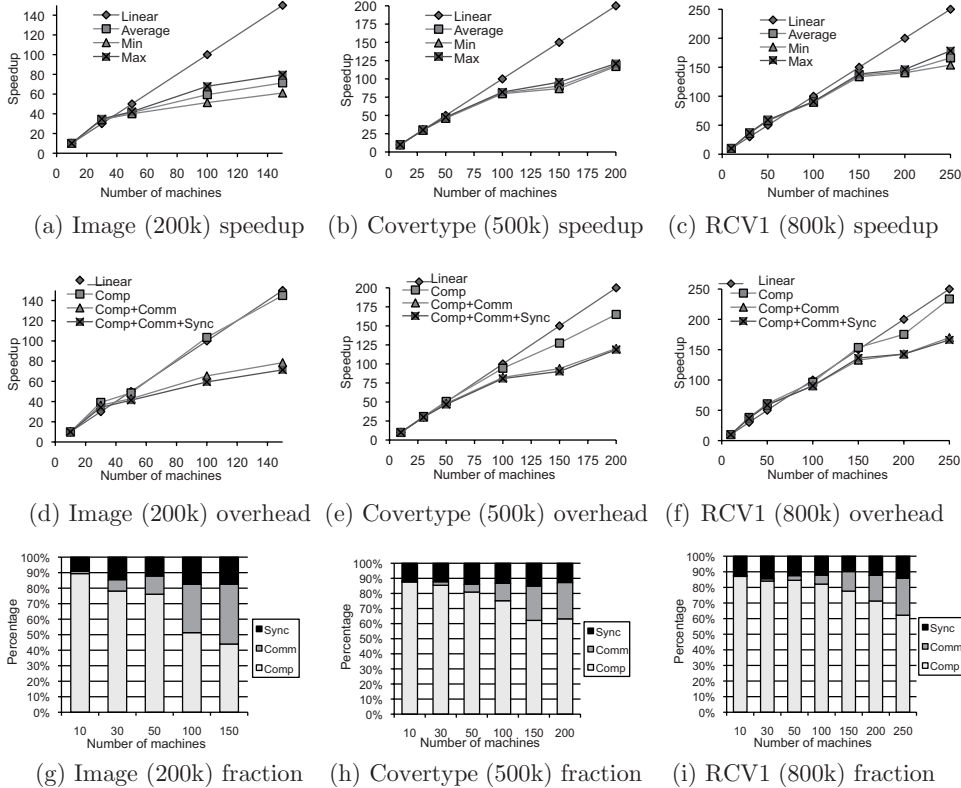 Speedup
140
120
100
80
60
40
20
0
Linear
Average
Min
Max
0 20 40 60 80 100 120 140
Number of machines
(a) Image (200k) speedup
Speedup
200
175
150
125
100
75
50
25
0
Linear
Average
Min
Max
0 25 50 75 100 125 150 175 200
Number of machines
(b) Covertype (500k) speedup
Speedup
250
200
150
100
50
0
Linear
Average
Min
Max
0 50 100 150 200 250
Number of machines
(c) RCV1 (800k) speedup
Speedup
140
120
100
80
60
40
20
0
Linear
Comp
Comp+Comm
Comp+Comm+Sync
0 20 40 60 80 100 120 140
Number of machines
(d) Image (200k) overhead
Speedup
200
175
150
125
100
75
50
25
0
Linear
Comp
Comp+Comm
Comp+Comm+Sync
0 25 50 75 100 125 150 175 200
Number of machines
(e) Covertype (500k) overhead
Speedup
250
200
150
100
50
0
Linear
Comp
Comp+Comm
Comp+Comm+Sync
0 50 100 150 200 250
Number of machines
(f) RCV1 (800k) overhead
Percentage
100%
90%
80%
70%
60%
50%
40%
30%
20%
10%
0%
Sync
Comm
Comp
10 30 50 100 150
Number of machines
(g) Image (200k) fraction
Percentage
100%
90%
80%
70%
60%
50%
40%
30%
20%
10%
0%
Sync
Comm
Comp
10 30 50 100 150 200
Number of machines
(h) Covertype (500k) fraction
Percentage
100%
90%
80%
70%
60%
50%
40%
30%
20%
10%
0%
Sync
Comm
Comp
10 30 50 100 150 200 250
Number of machines
(i) RCV1 (800k) fraction